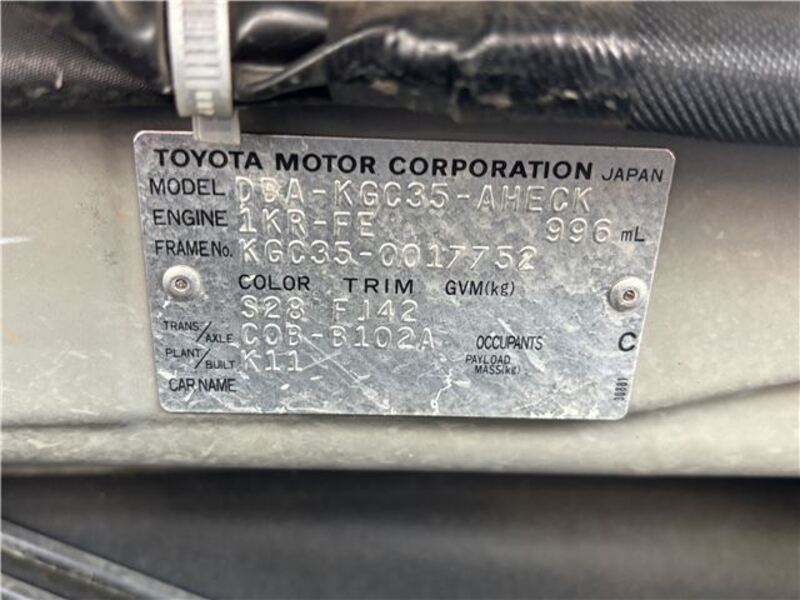 TOYOTA MOTOR CORPORATION JAPAN
MODEL DBA-KGC35-AHECK
ENGINE 1KR-FE 996 mL
FRAME No. KGC35-0017752
COLOR TRIM GVM(kg)
S28 FJ42
TRANS/AXLE C0B-B102A OCCUPANTS C
PLANT/BUILT K11 PAYLOAD MASS(kg)
CAR NAME